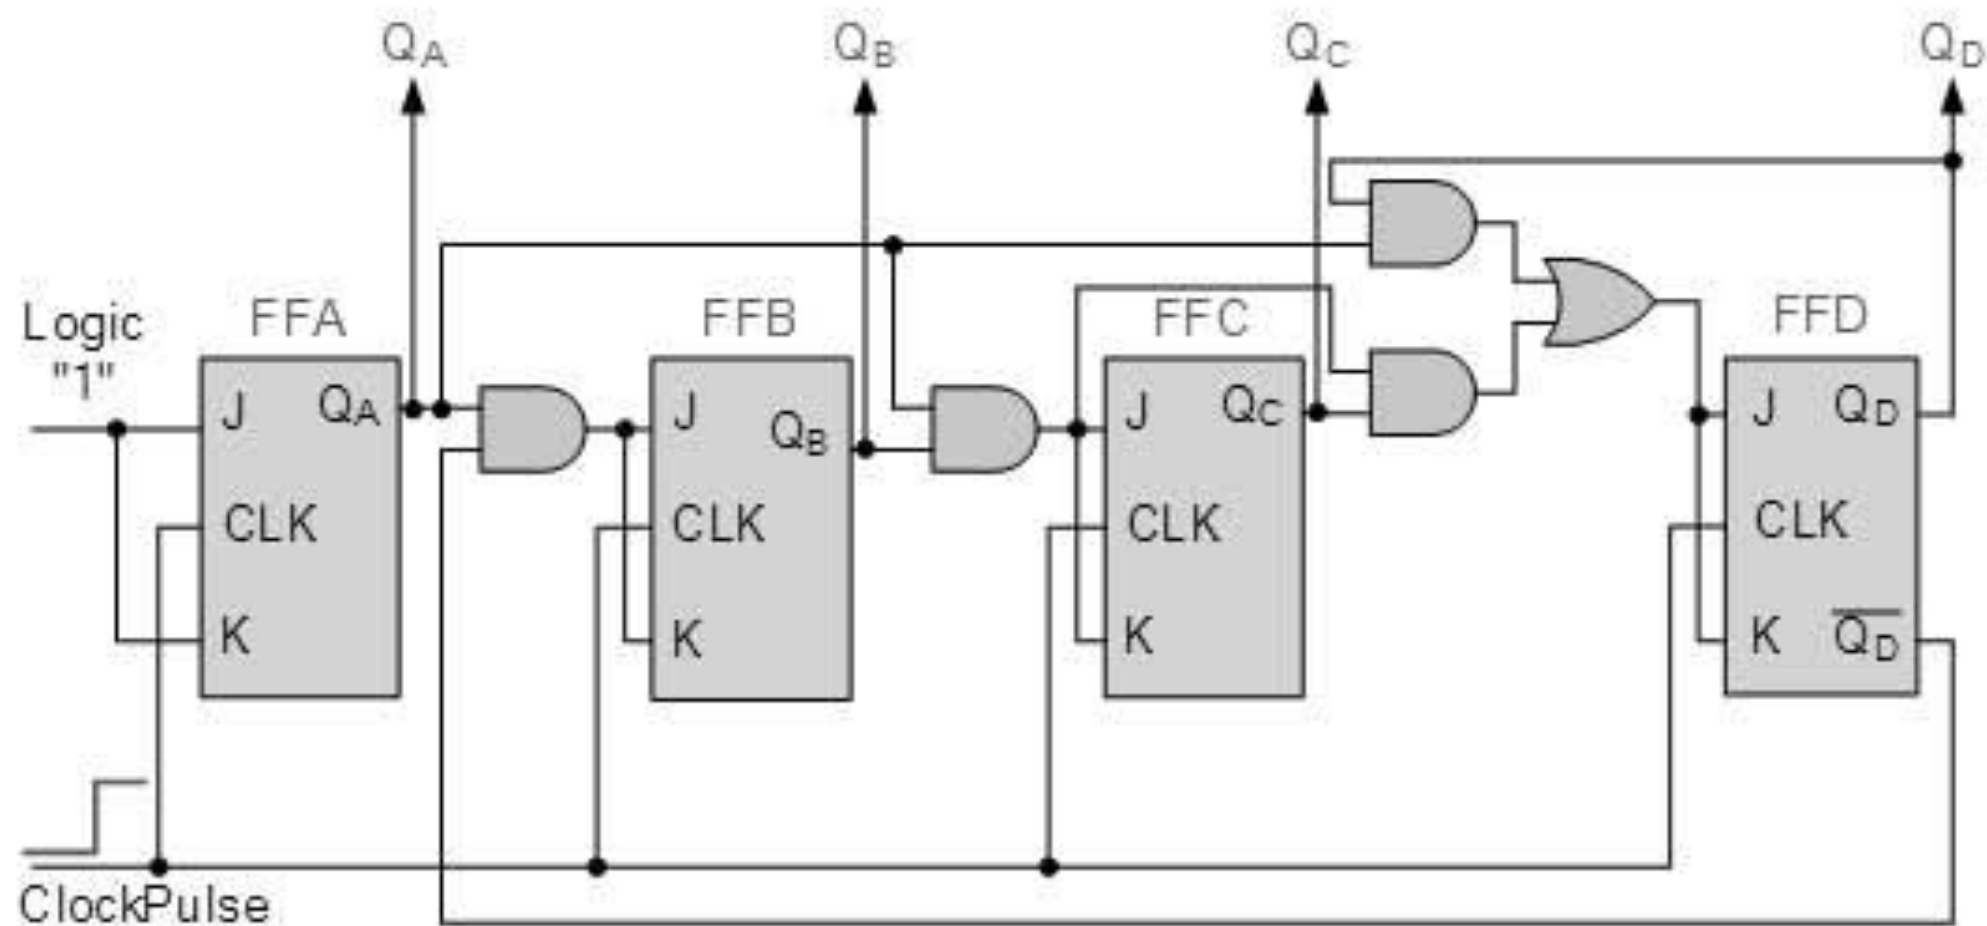 QA QB QC QD
Logic
"1"
FFA FFB FFC FFD
J QA J QB J QC J QD
CLK CLK CLK CLK
K K K K Q̅D̅
ClockPulse